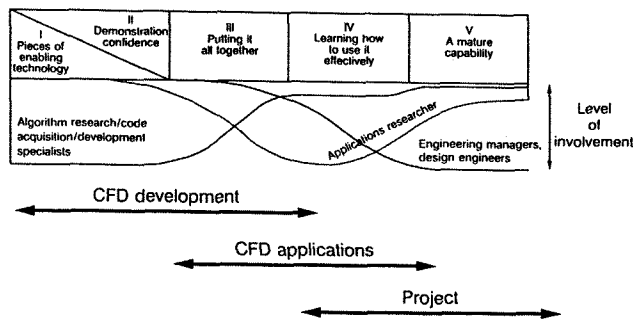 I
Pieces of
enabling
technology
II
Demonstration
confidence
III
Putting it
all together
IV
Learning how
to use it
effectively
V
A mature
capability
Algorithm research/code
acquisition/development
specialists
Applications researcher
Engineering managers,
design engineers
Level
of
involvement
CFD development
CFD applications
Project